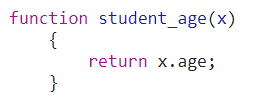 function student_age(x)
{
return x.age;
}